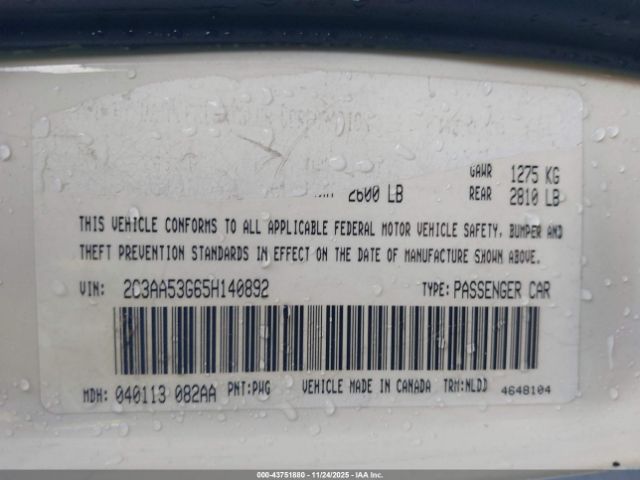 GAWR 1275 KG
2600 LB REAR 2810 LB
THIS VEHICLE CONFORMS TO ALL APPLICABLE FEDERAL MOTOR VEHICLE SAFETY, BUMPER AND
THEFT PREVENTION STANDARDS IN EFFECT ON THE DATE OF MANUFACTURE SHOWN ABOVE.
VIN: 2C3AA53G65H140892 TYPE: PASSENGER CAR
MDH: 040113 082AA PNT:PWG VEHICLE MADE IN CANADA TRM:NLDJ 4648104
000-43751880 - 11/24/2025 - IAA Inc.